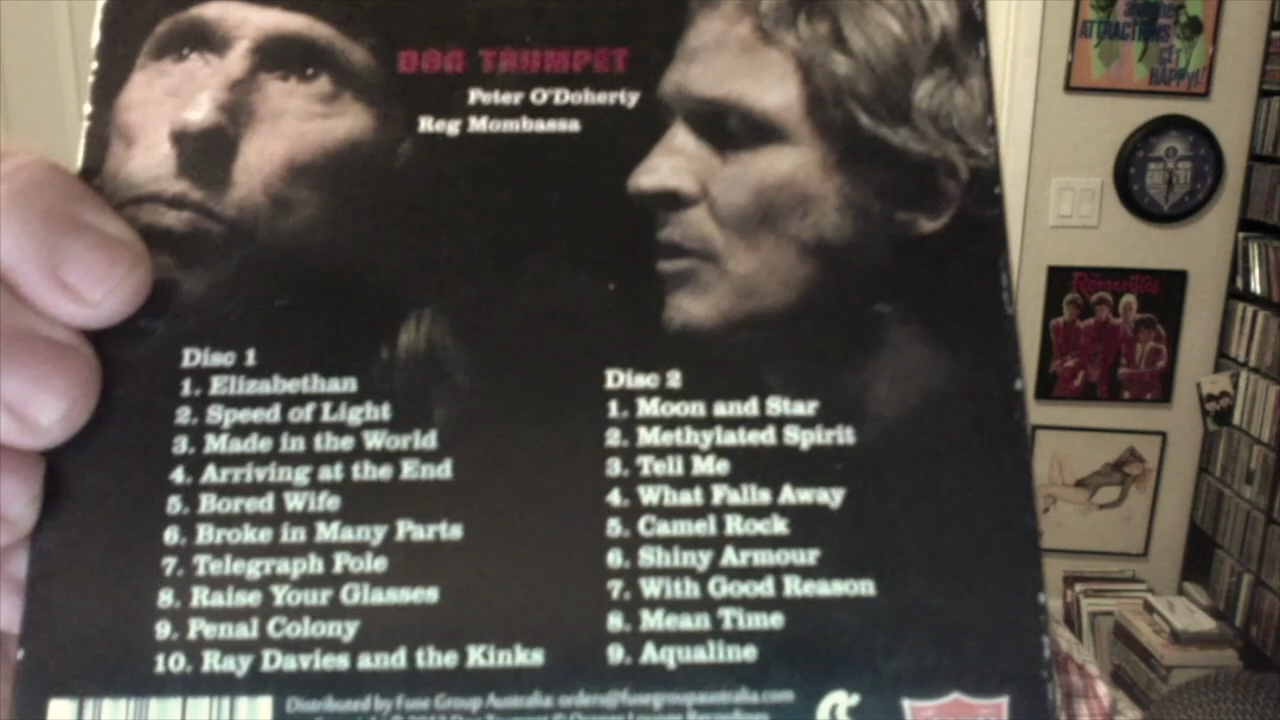 DOG TRUMPET
Peter O'Doherty
Reg Mombassa
Disc 1
1. Elizabethan
2. Speed of Light
3. Made in the World
4. Arriving at the End
5. Bored Wife
6. Broke in Many Parts
7. Telegraph Pole
8. Raise Your Glasses
9. Penal Colony
10. Ray Davies and the Kinks
Disc 2
1. Moon and Star
2. Methylated Spirit
3. Tell Me
4. What Falls Away
5. Camel Rock
6. Shiny Armour
7. With Good Reason
8. Mean Time
9. Aqualine
Distributed by Fuse Group Australia: orders@fusegroupaustralia.com
ATTRACTIONS
GET
HAPPY!!
Romantics